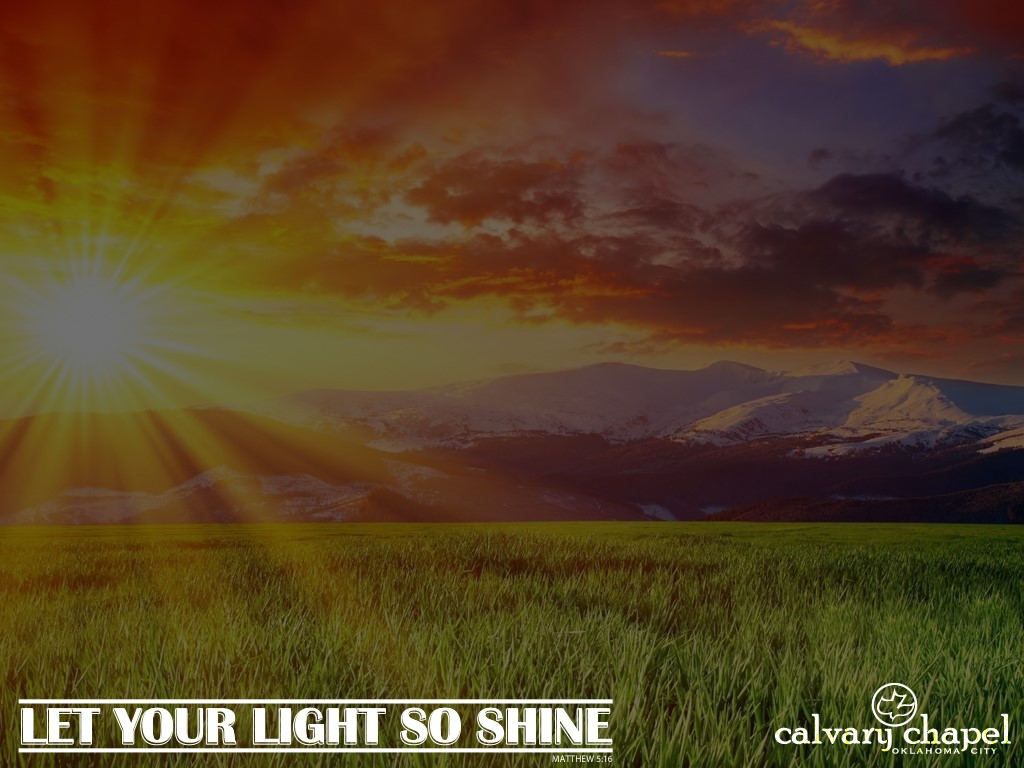 LET YOUR LIGHT SO SHINE
MATTHEW 5:16
calvary chapel
OKLAHOMA CITY